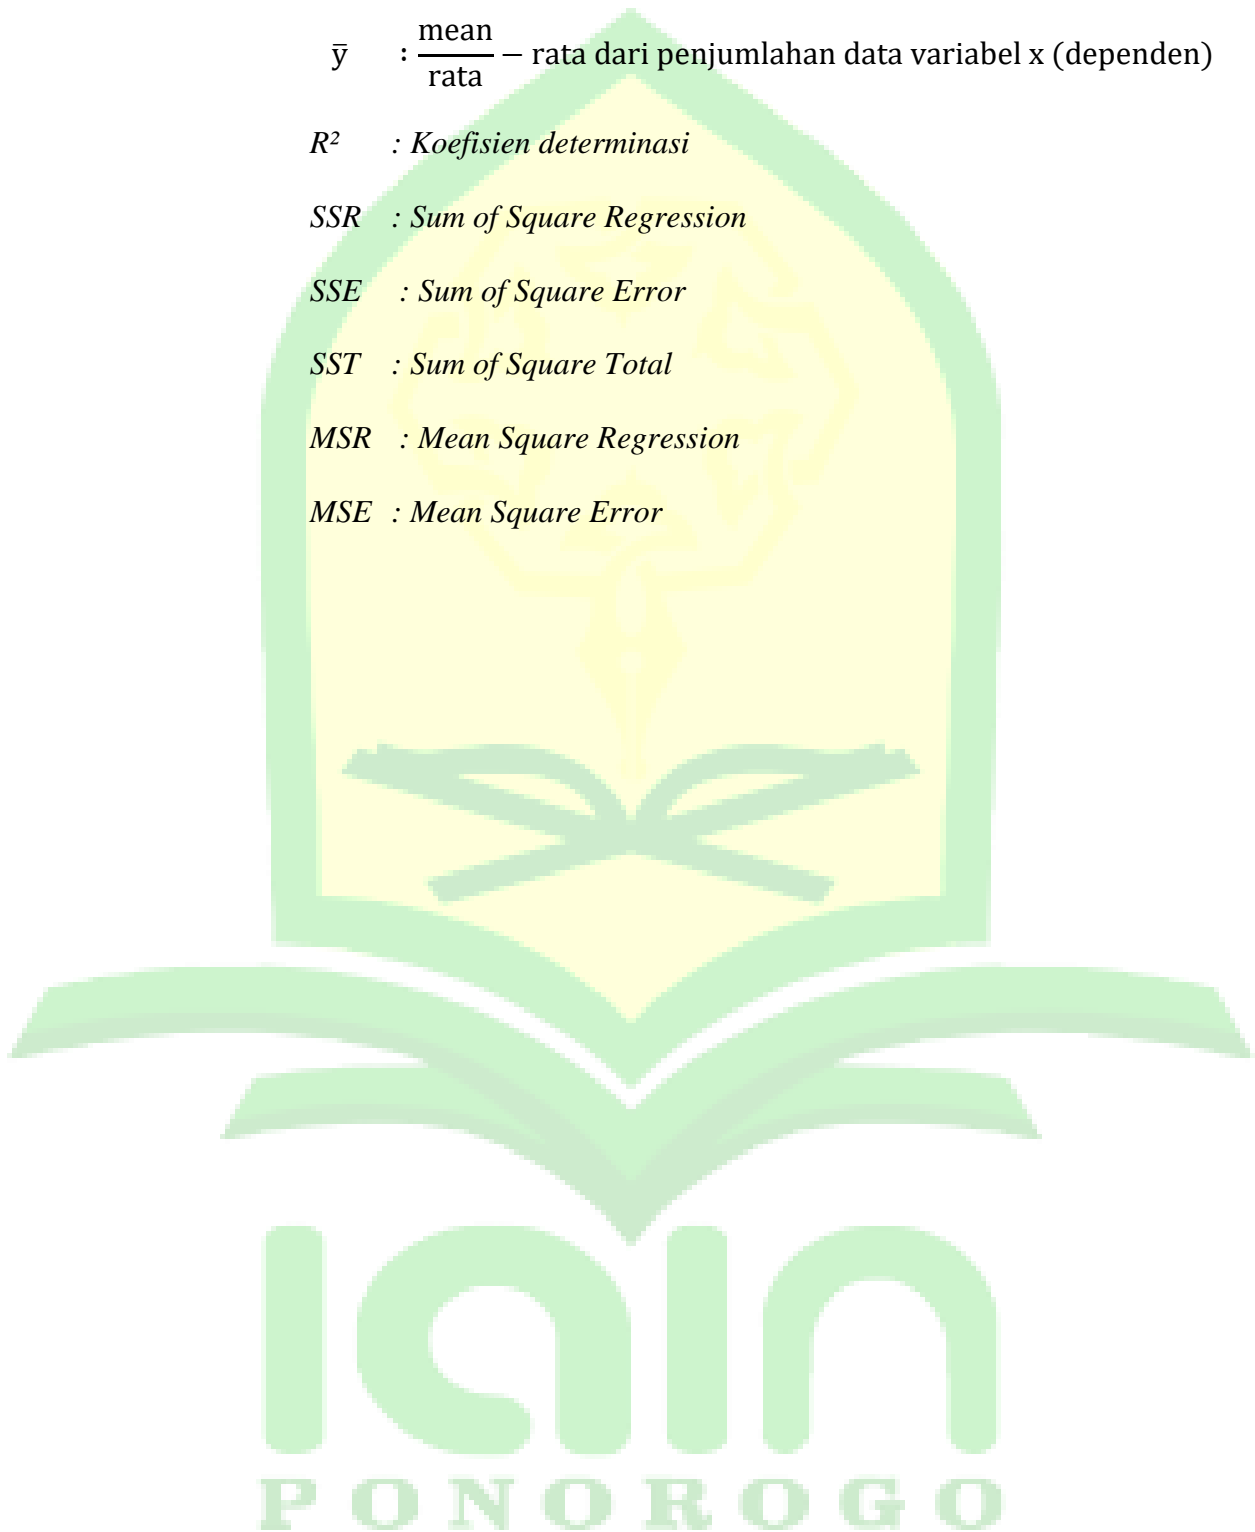 ȳ : mean/rata − rata dari penjumlahan data variabel x (dependen)
R² : Koefisien determinasi
SSR : Sum of Square Regression
SSE : Sum of Square Error
SST : Sum of Square Total
MSR : Mean Square Regression
MSE : Mean Square Error
iain
PONOROGO